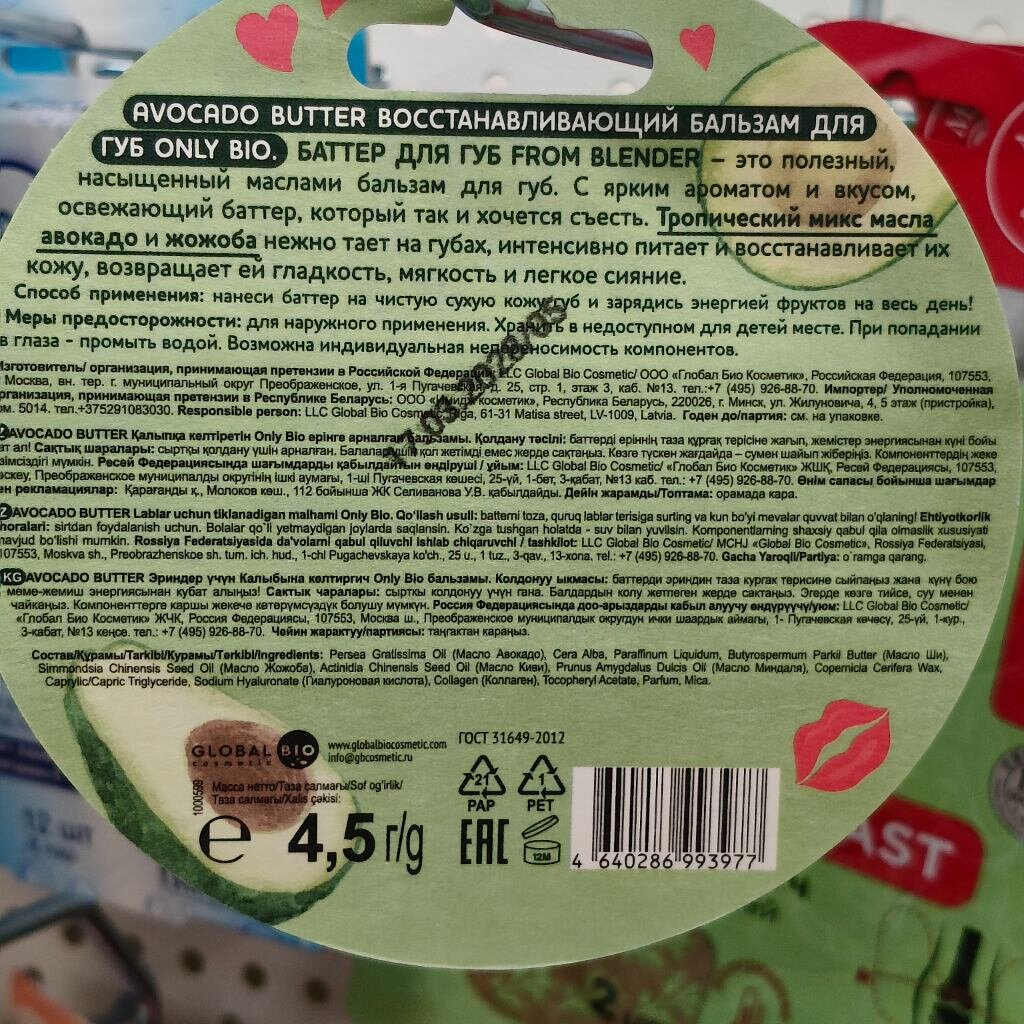 AVOCADO BUTTER ВОССТАНАВЛИВАЮЩИЙ БАЛЬЗАМ ДЛЯ
ГУБ ONLY BIO. БАТТЕР ДЛЯ ГУБ FROM BLENDER – это полезный,
насыщенный маслами бальзам для губ. С ярким ароматом и вкусом,
освежающий баттер, который так и хочется съесть. Тропический микс масла
авокадо и жожоба нежно тает на губах, интенсивно питает и восстанавливает их
кожу, возвращает ей гладкость, мягкость и легкое сияние.
Способ применения: нанеси баттер на чистую сухую кожу губ и зарядись энергией фруктов на весь день!
Меры предосторожности: для наружного применения. Хранить в недоступном для детей месте. При попадании
в глаза - промыть водой. Возможна индивидуальная непереносимость компонентов.
Изготовитель/ организация, принимающая претензии в Российской Федерации: LLC Global Bio Cosmetic/ ООО «Глобал Био Косметик», Российская Федерация, 107553,
Москва, вн. тер. г. муниципальный округ Преображенское, ул. 1-я Пугачевская, д. 25, стр. 1, этаж 3, каб. №13. тел.:+7 (495) 926-88-70. Импортер/ Уполномоченная
организация, принимающая претензии в Республике Беларусь: ООО «Имидж косметик», Республика Беларусь, 220026, г. Минск, ул. Жилуновича, 4, 5 этаж (пристройка),
5014. тел.+375291083030. Responsible person: LLC Global Bio Cosmetic, Riga, 61-31 Matisa street, LV-1009, Latvia. Годен до/партия: см. на упаковке.
AVOCADO BUTTER Қалыпқа келтіретін Only Bio ерінге арналған бальзамы. Қолдану тәсілі: баттерді еріннің таза құрғақ терісіне жағып, жемістер энергиясынан күні бойы
ал! Сақтық шаралары: сыртқы қолдану үшін арналған. Балалардың қол жетімді емес жерде сақтаңыз. Көзге түскен жағдайда – сумен шайып жіберіңіз. Компоненттердің жеке
мүмкін. Ресей Федерациясында шағымдарды қабылдайтын өндіруші / ұйым: LLC Global Bio Cosmetic/ «Глобал Био Косметик» ЖШҚ, Ресей Федерациясы, 107553,
Преображенское муниципалды округінің ішкі аумағы, 1-ші Пугачевская көшесі, 25-үй, 1-бет, 3-қабат, №13 каб. тел.: +7 (495) 926-88-70. Өнім сапасы бойынша шағымдар
рекламациялар: Қарағанды қ., Молоков көш., 112 бойынша ЖК Селиванова У.В. қабылдайды. Дейін жарамды/Топтама: орамада кара.
AVOCADO BUTTER Lablar uchun tiklanadigan malhami Only Bio. Qo'llash usuli: batterni toza, quruq lablar terisiga surting va kun bo'yi mevalar quvvat bilan o'qlaning! Ehtiyotkorlik
choralari: sirtdan foydalanish uchun. Bolalar qo'li yetmaydigan joylarda saqlansin. Ko'zga tushgan holatda - suv bilan yuvilsin. Komponentlarning shaxsiy qabul qila olmaslik xususiyati
mavjud bo'lishi mumkin. Rossiya Federatsiyasida da'volarni qabul qiluvchi ishlab chiqaruvchi / tashkilot: LLC Global Bio Cosmetic/ MCHJ «Global Bio Cosmetic», Rossiya Federatsiyasi,
107553, Moskva sh., Preobrazhenskoe sh. tum. ich. hud., 1-chi Pugachevskaya ko'ch., 25 u., 1 tuz., 3-qav., 13-xona. tel.: +7 (495) 926-88-70. Gacha Yaroqli/Partiya: o'ramga qarang.
KG AVOCADO BUTTER Эриндер үчүн Калыбына келтиргич Only Bio бальзамы. Колдонуу ыкмасы: баттерди эриндин таза кургак терисине сыйпаңыз жана күнү бою
мөмө-жемиш энергиясынан кубат алыңыз! Сактык чаралары: сырткы колдонуу үчүн гана. Балдардын колу жетпеген жерде сактаңыз. Эгерде көзгө тийсе, суу менен
чайкаңыз. Компоненттерге каршы жекече көтөрүмсүздүк болушу мүмкүн. Россия Федерациясында доо-арыздарды кабыл алуучу өндүрүүчү/уюм: LLC Global Bio Cosmetic/
«Глобал Био Косметик» ЖЧК, Россия Федерациясы, 107553, Москва ш., Преображенское муниципалдык округдун ички шаардык аймагы, 1- Пугачевская көчөсү, 25-үй, 1-кур.,
3-кабат, №13 кеңсе. тел.: +7 (495) 926-88-70. Чейин жарактуу/партиясы: таңгактан караңыз.
Состав/Құрамы/Tarkibi/Курамы/Tərkibi/Ingredients: Persea Gratissima Oil (Масло Авокадо), Cera Alba, Paraffinum Liquidum, Butyrospermum Parkii Butter (Масло Ши),
Simmondsia Chinensis Seed Oil (Масло Жожоба), Actinidia Chinensis Seed Oil (Масло Киви), Prunus Amygdalus Dulcis Oil (Масло Миндаля), Copernicia Cerifera Wax,
Caprylic/Capric Triglyceride, Sodium Hyaluronate (Гиалуроновая кислота), Collagen (Коллаген), Tocopheryl Acetate, Parfum, Mica.
GLOBAL BIO
cosmetic
www.globalbiocosmetic.com
info@gbcosmetic.com
ГОСТ 31649-2012
1000599
Масса нетто/Таза салмағы/Sof og'irlik/
Таза салмагы/Xalis çəkisi:
℮ 4,5 г/g
21
PAP
1
PET
EAC
12M
4 640286 993977
AST